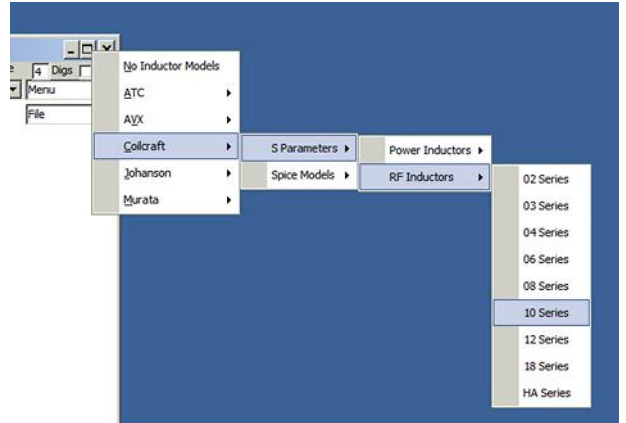 4 Digs
Menu
File
No Inductor Models
ATC
AVX
Coilcraft
Johanson
Murata
S Parameters
Spice Models
Power Inductors
RF Inductors
02 Series
03 Series
04 Series
06 Series
08 Series
10 Series
12 Series
18 Series
HA Series